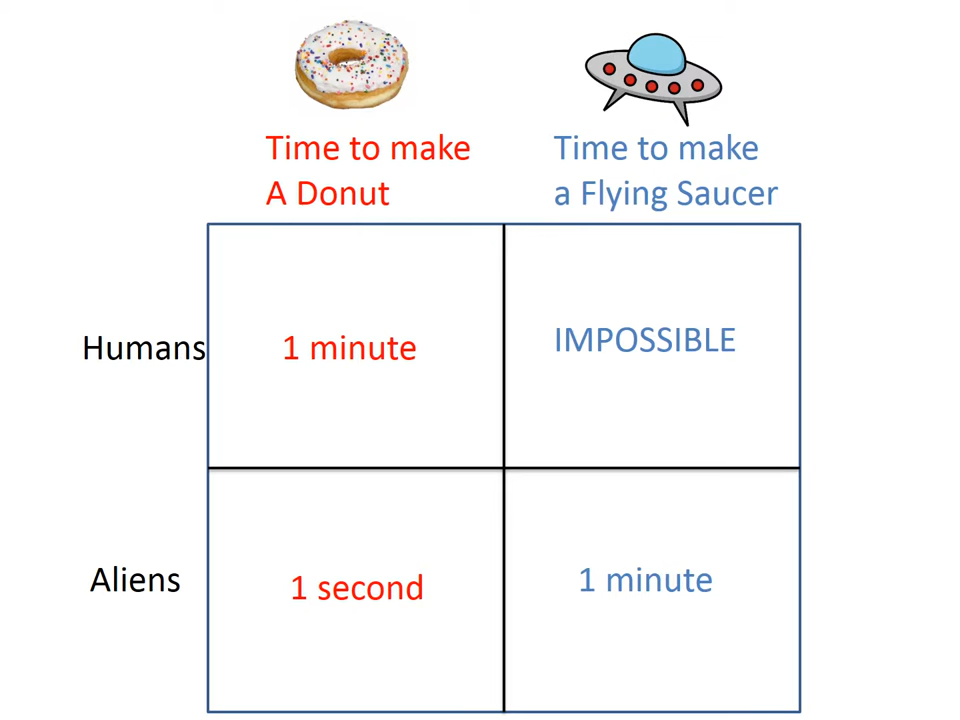 Time to make
A Donut
Time to make
a Flying Saucer
Humans
1 minute
IMPOSSIBLE
Aliens
1 second
1 minute